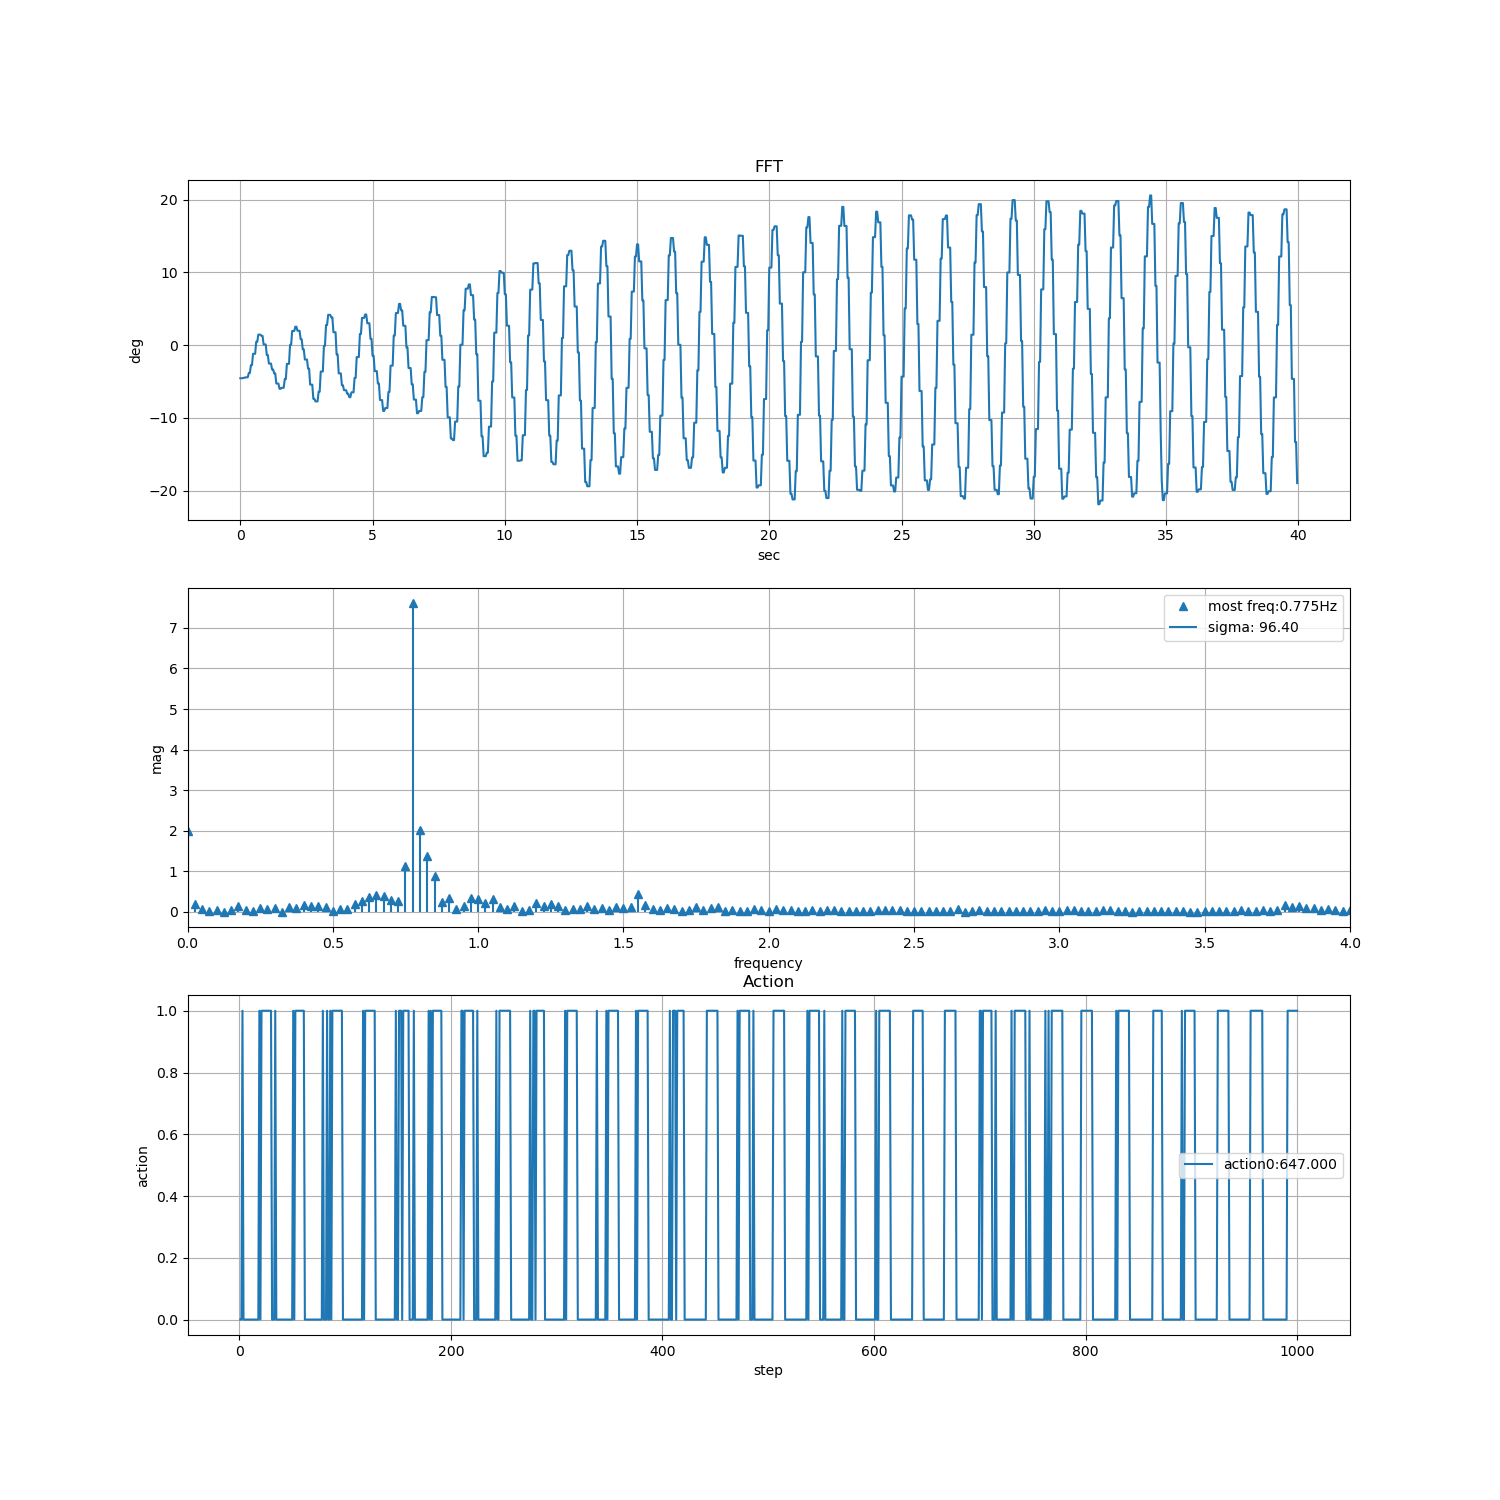 FFT
20
10
0
−10
−20
deg
0 5 10 15 20 25 30 35 40
sec
most freq:0.775Hz
sigma: 96.40
7
6
5
4
3
2
1
0
mag
0.0 0.5 1.0 1.5 2.0 2.5 3.0 3.5 4.0
frequency
Action
1.0
0.8
0.6
0.4
0.2
0.0
action
action0:647.000
0 200 400 600 800 1000
step